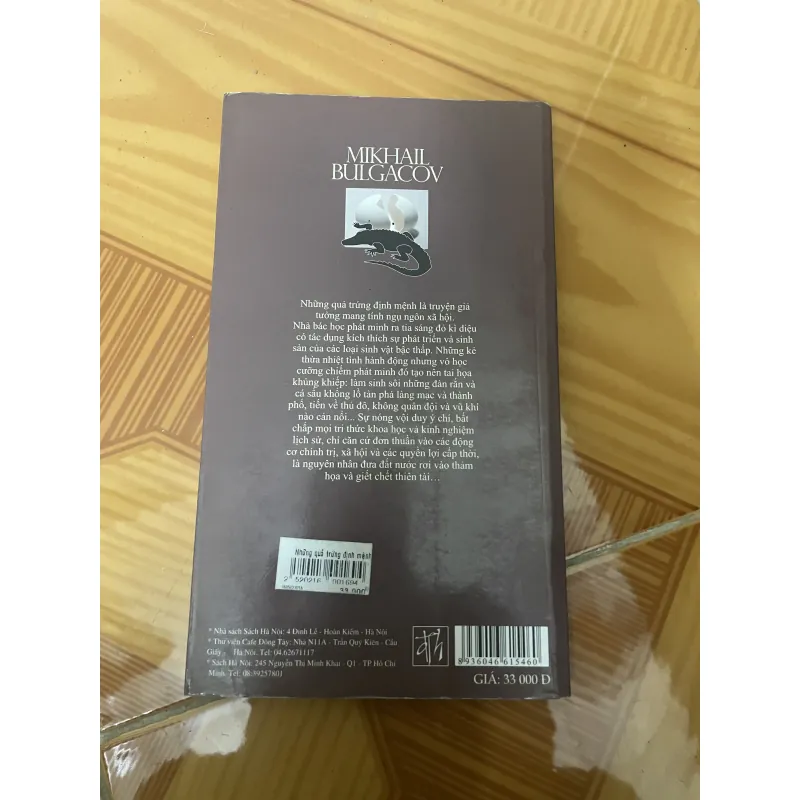 MIKHAIL
BULGACOV
Những quả trứng định mệnh là truyện giả
tưởng mang tính ngụ ngôn xã hội.
Nhà bác học phát minh ra tia sáng đỏ kì diệu
có tác dụng kích thích sự phát triển và sinh
sản của các loại sinh vật bậc thấp. Những kẻ
thừa nhiệt tình hành động nhưng vô học
cưỡng chiếm phát minh đó tạo nên tai họa
khủng khiếp: làm sinh sôi những đàn rắn và
cá sấu khổng lồ tàn phá làng mạc và thành
phố, tiến về thủ đô, không quân đội và vũ khí
nào cản nổi... Sự nóng vội duy ý chí, bất
chấp mọi tri thức khoa học và kinh nghiệm
lịch sử, chỉ căn cứ đơn thuần vào các động
cơ chính trị, xã hội và các quyền lợi cấp thời,
là nguyên nhân đưa đất nước rơi vào thảm
họa và giết chết thiên tài...
Những quả trứng định mệnh
2 520216 001694
33,000
* Nhà sách Sách Hà Nội: 4 Đinh Lễ - Hoàn Kiếm - Hà Nội
* Thư viện Cafe Đông Tây: Nhà N11A - Trần Quý Kiên - Cầu
Giấy - Hà Nội. Tel: 04.62671117
* Sách Hà Nội: 245 Nguyễn Thị Minh Khai - Q1 - TP Hồ Chí
Minh. Tel: 08.39257801
8 936046 615460
GIÁ: 33 000 Đ